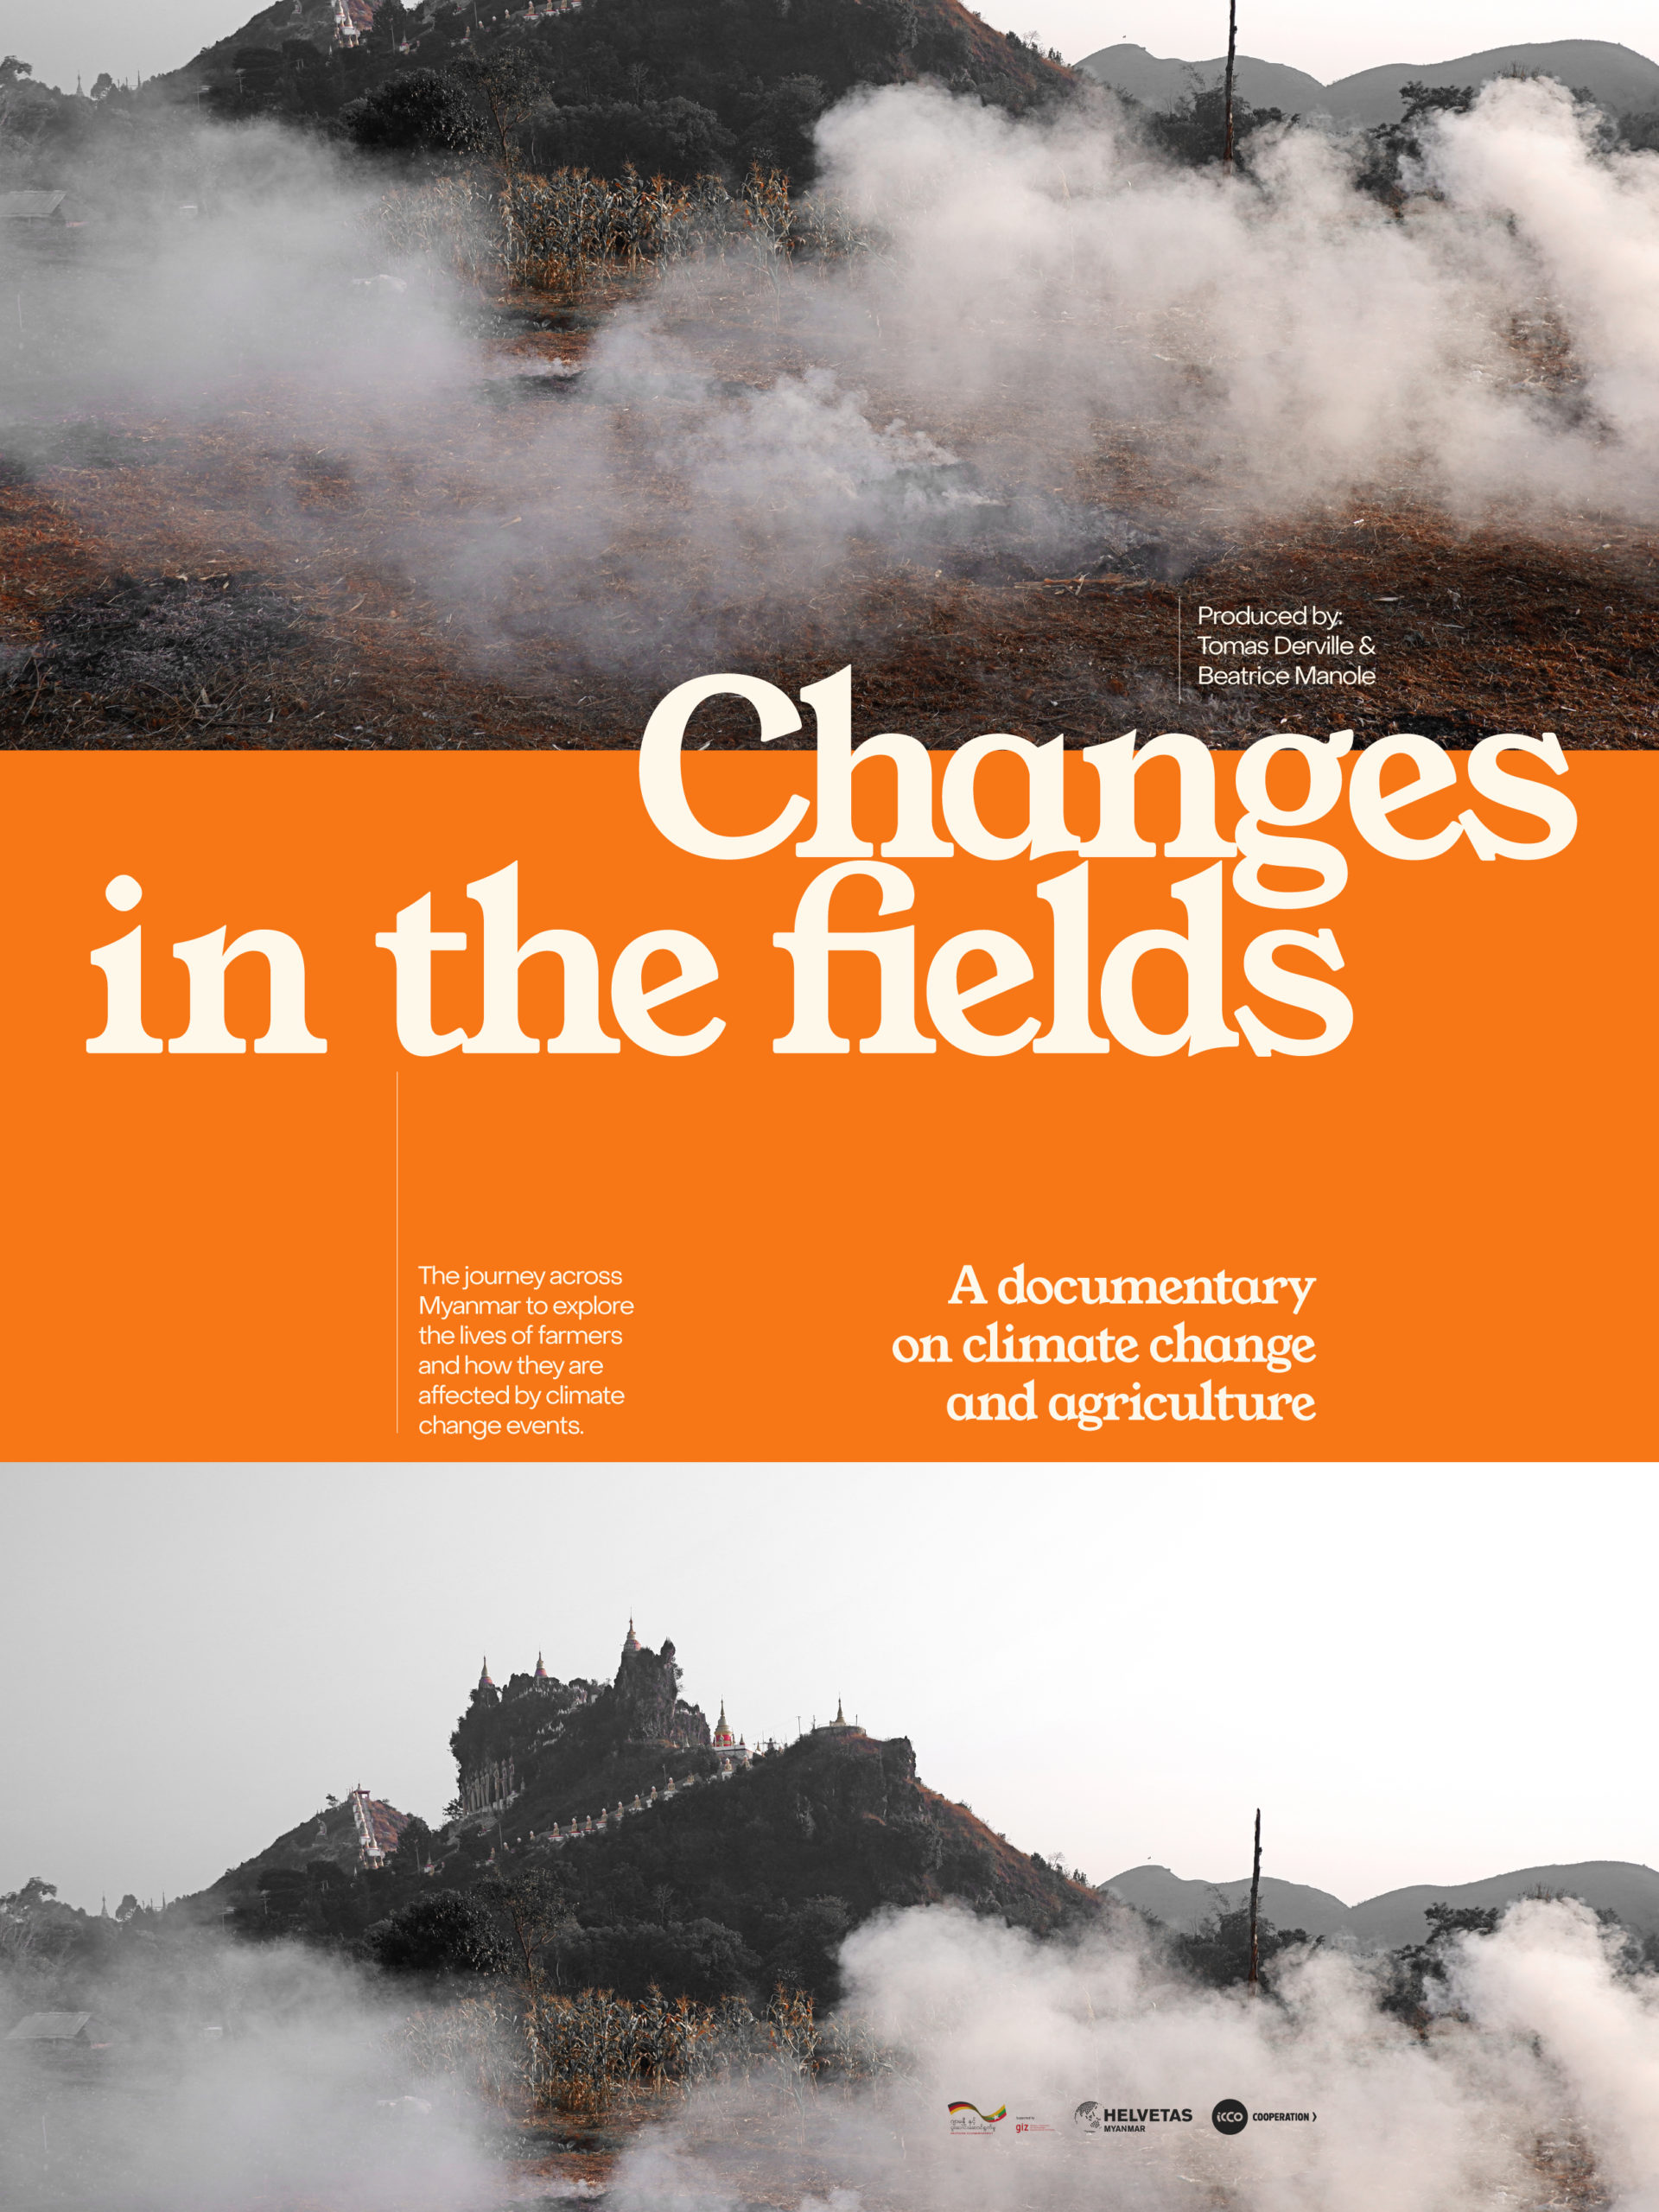 Produced by:
Tomas Derville &
Beatrice Manole
Changes
in the fields
The journey across
Myanmar to explore
the lives of farmers
and how they are
affected by climate
change events.
A documentary
on climate change
and agriculture
giz
HELVETAS
MYANMAR
icco
COOPERATION